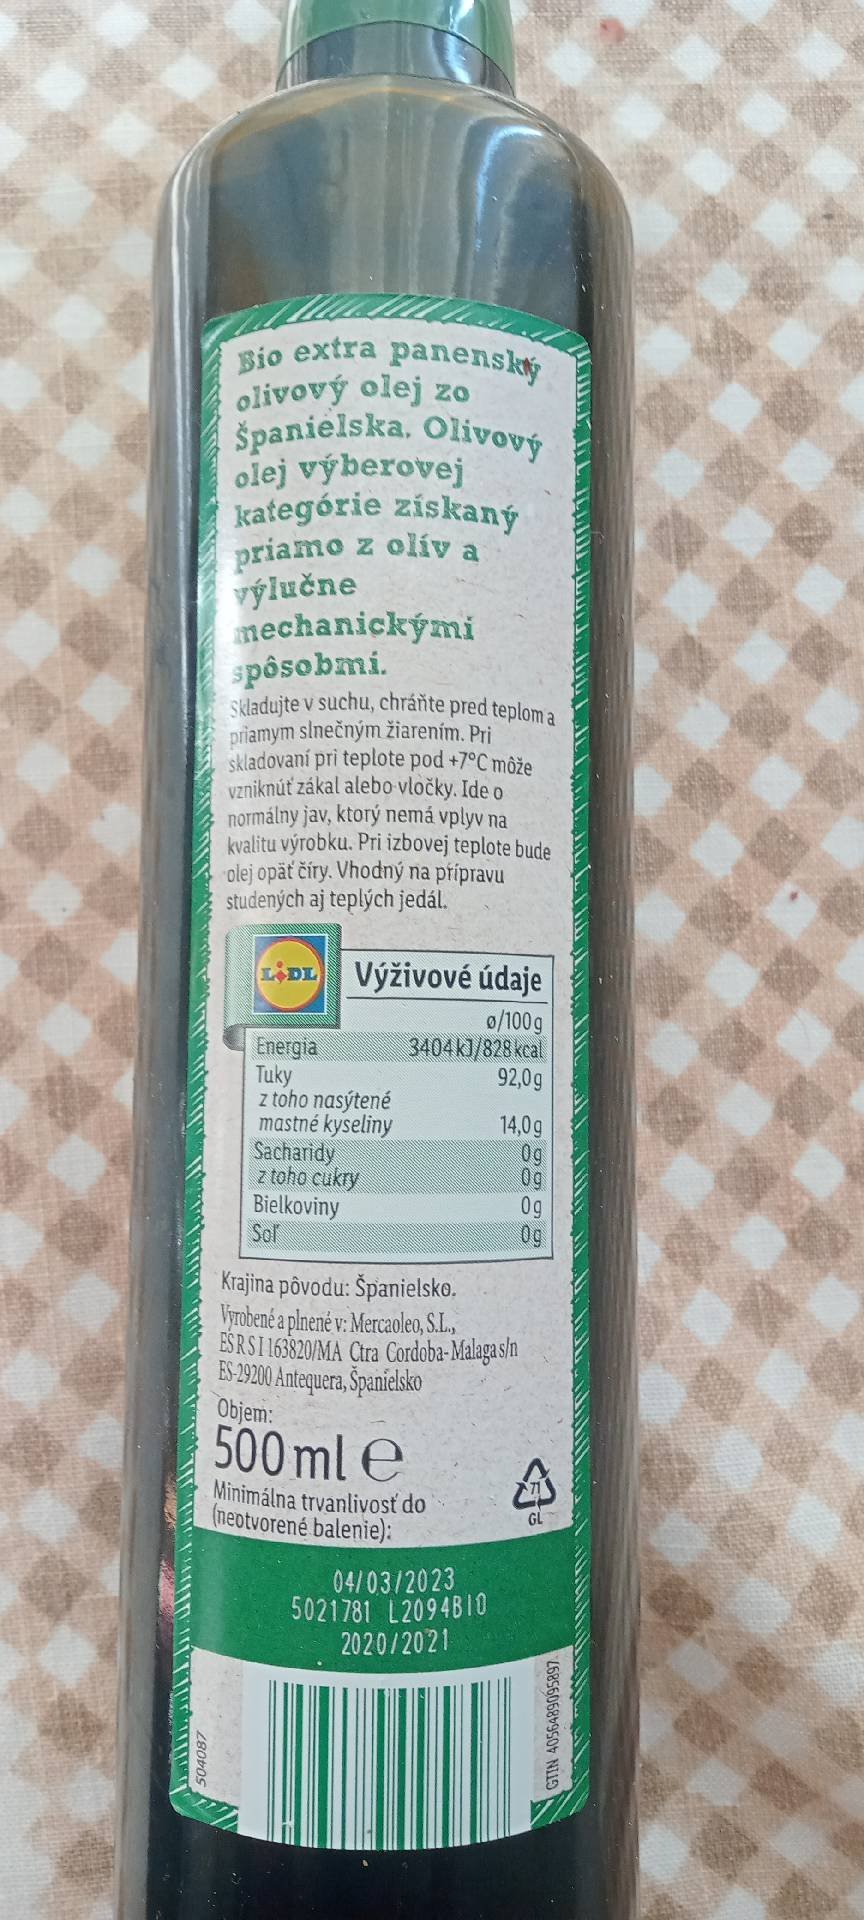 Bio extra panenský
olivový olej zo
Španielska. Olivový
olej výberovej
kategórie získaný
priamo z olív a
výlučne
mechanickými
spôsobmi.
Skladujte v suchu, chráňte pred teplom a
priamym slnečným žiarením. Pri
skladovaní pri teplote pod +7°C môže
vzniknúť zákal alebo vločky. Ide o
normálny jav, ktorý nemá vplyv na
kvalitu výrobku. Pri izbovej teplote bude
olej opäť číry. Vhodný na prípravu
studených aj teplých jedál.
LIDL Výživové údaje
ø/100g
Energia 3404kJ/828kcal
Tuky 92,0g
z toho nasýtené
mastné kyseliny 14,0g
Sacharidy 0g
z toho cukry 0g
Bielkoviny 0g
Soľ 0g
Krajina pôvodu: Španielsko.
Vyrobené a plnené v: Mercaoleo, S.L.,
ES R S I 163820/MA Ctra Cordoba-Malaga s/n
ES-29200 Antequera, Španielsko
Objem:
500 ml e
Minimálna trvanlivosť do
(neotvorené balenie):
71
GL
04/03/2023
5021781 L2094BIO
2020/2021
504087
GTIN 4056489095897